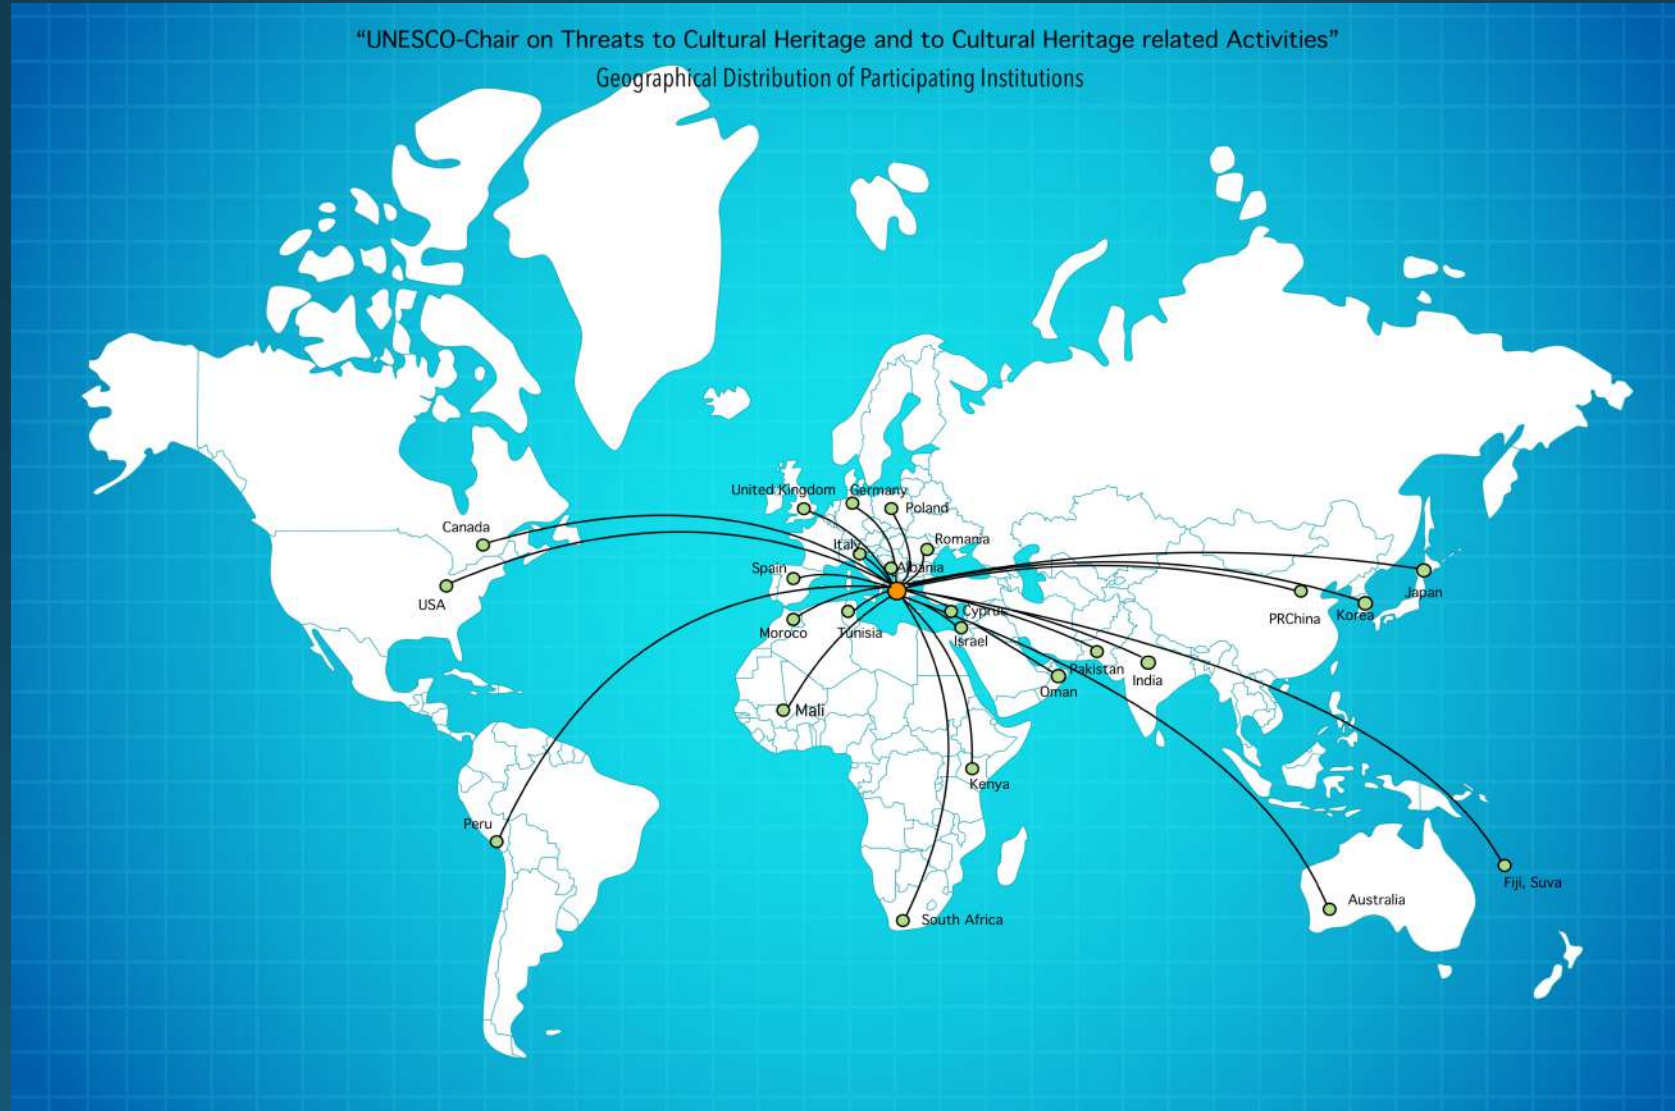 “UNESCO-Chair on Threats to Cultural Heritage and to Cultural Heritage related Activities”
Geographical Distribution of Participating Institutions
United Kingdom
Germany
Poland
Canada
Italy
Romania
Spain
Albania
USA
Moroco
Tunisia
Cyprus
Israel
PRChina
Korea
Japan
Pakistan
India
Oman
Mali
Kenya
Peru
South Africa
Australia
Fiji, Suva